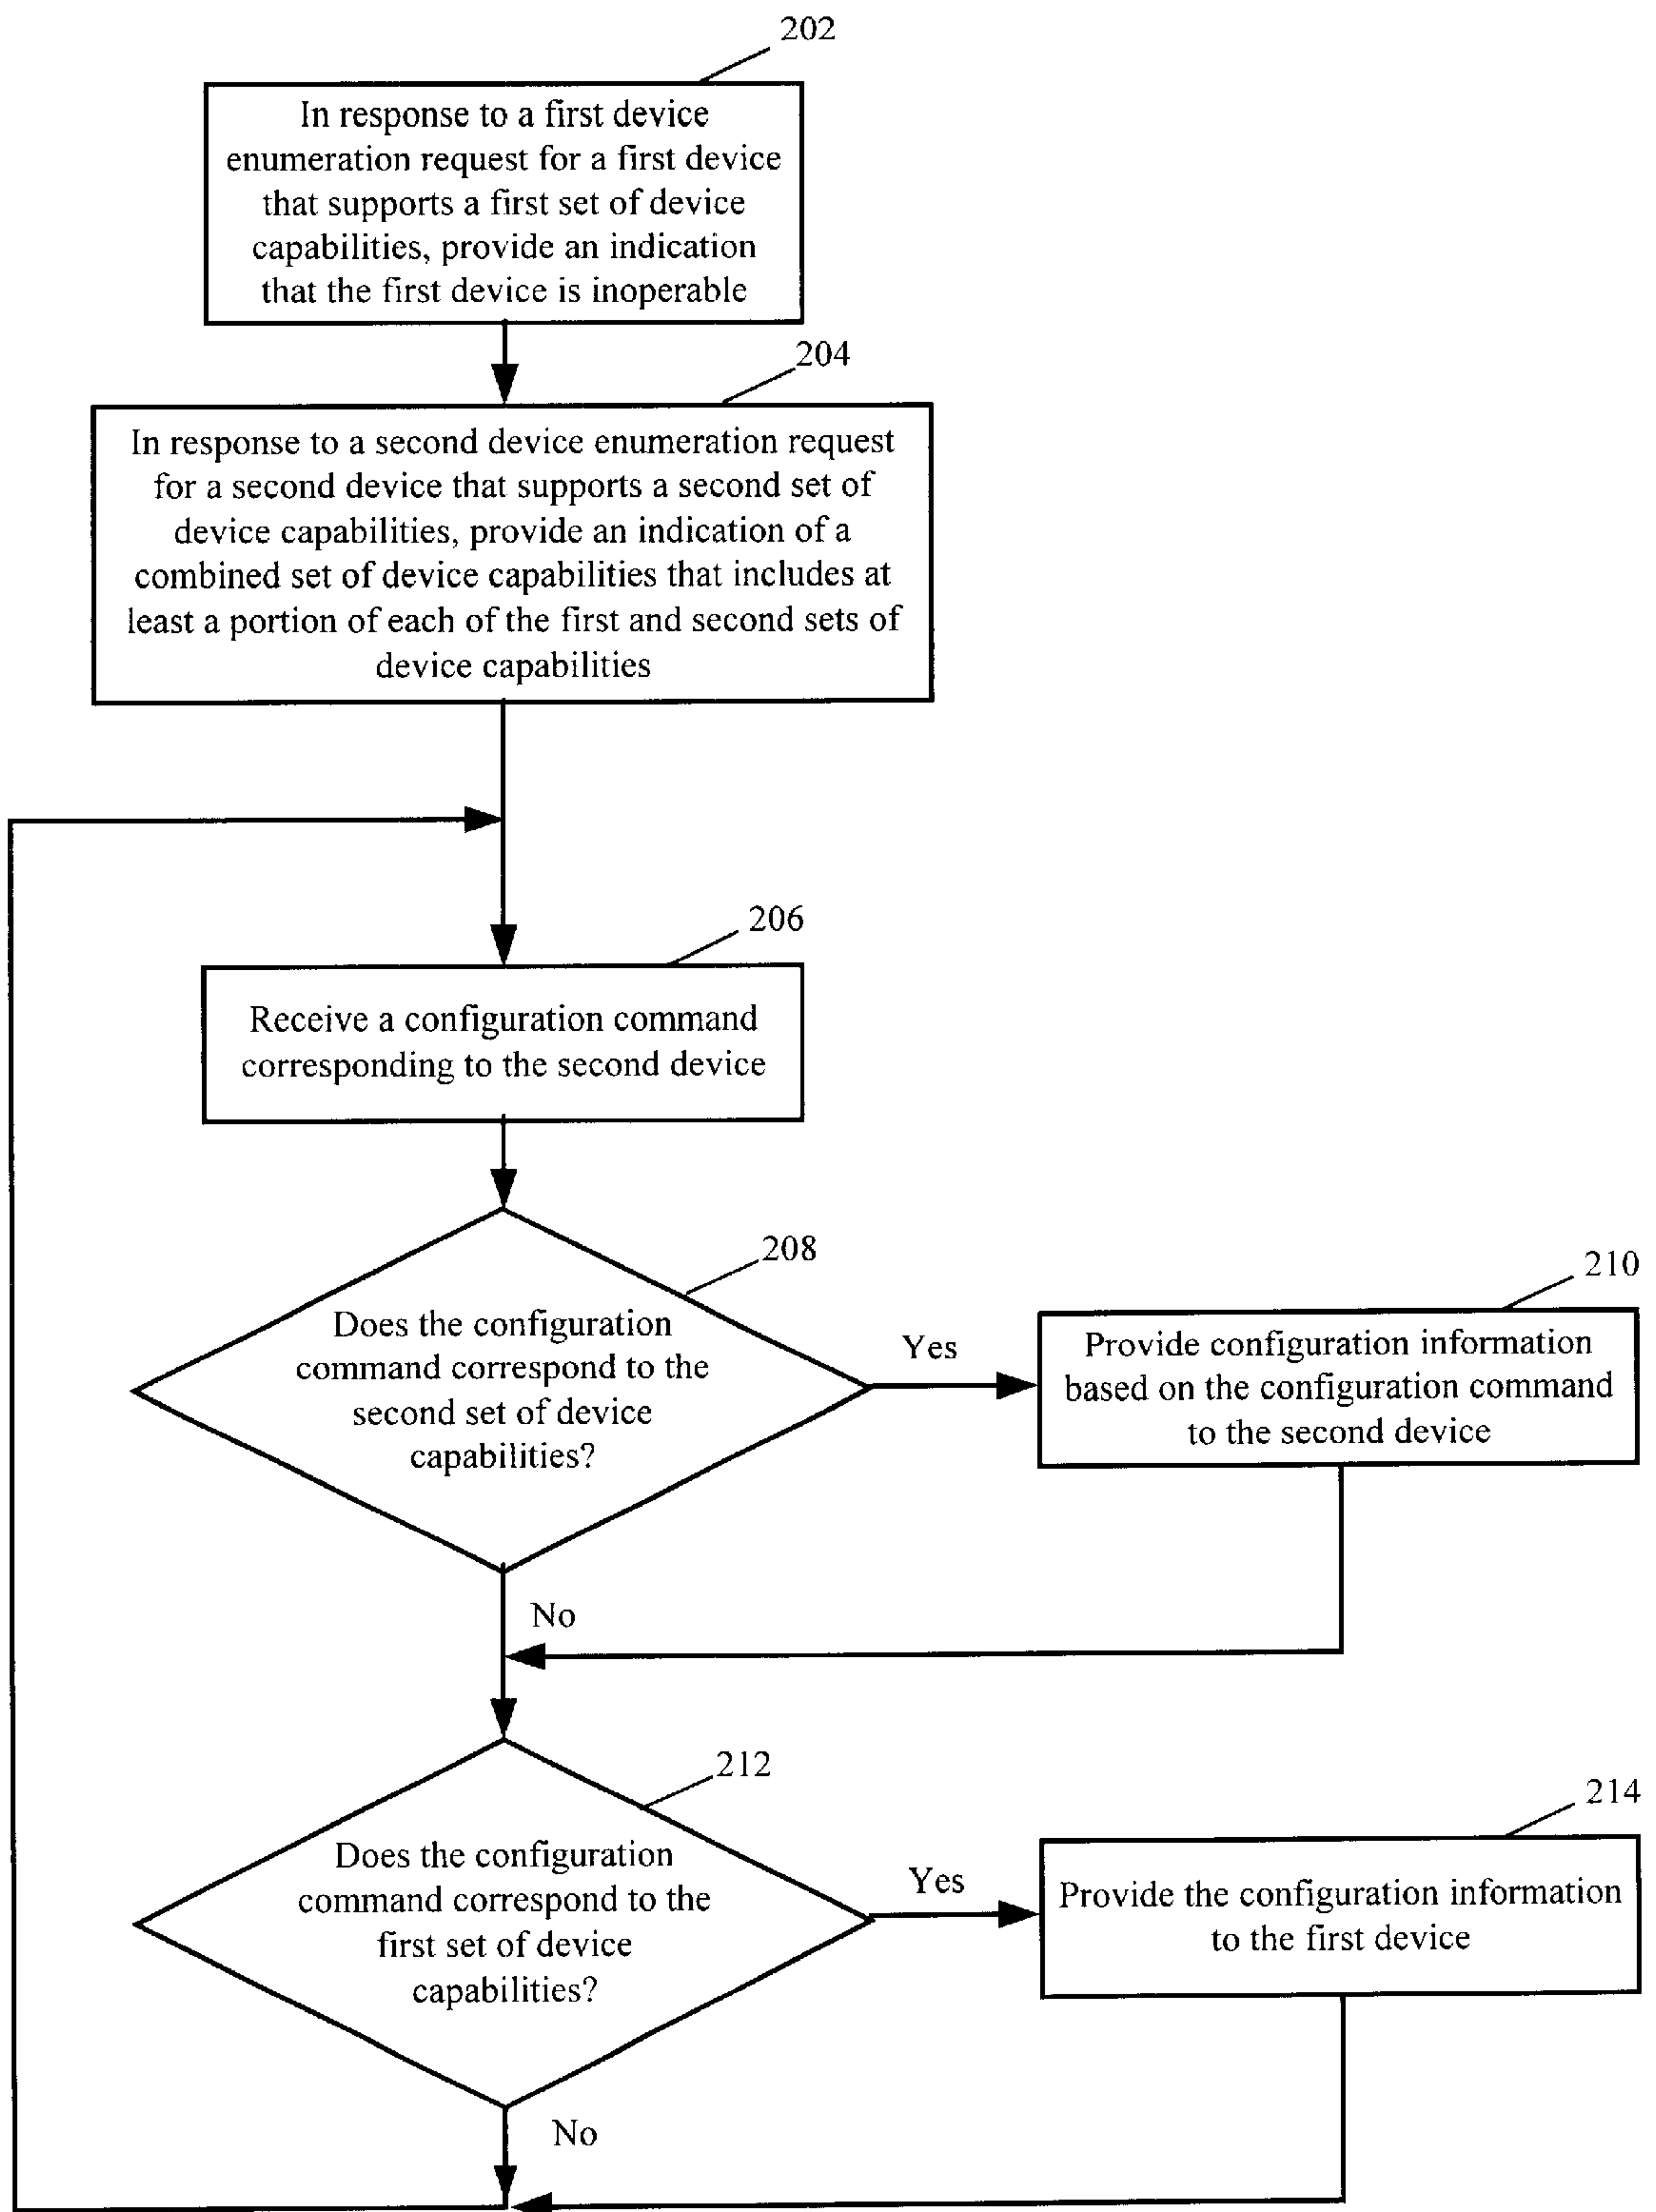 202
In response to a first device
enumeration request for a first device
that supports a first set of device
capabilities, provide an indication
that the first device is inoperable
204
In response to a second device enumeration request
for a second device that supports a second set of
device capabilities, provide an indication of a
combined set of device capabilities that includes at
least a portion of each of the first and second sets of
device capabilities
206
Receive a configuration command
corresponding to the second device
208
Does the configuration
command correspond to the
second set of device
capabilities?
Yes
210
Provide configuration information
based on the configuration command
to the second device
No
212
Does the configuration
command correspond to the
first set of device
capabilities?
Yes
214
Provide the configuration information
to the first device
No